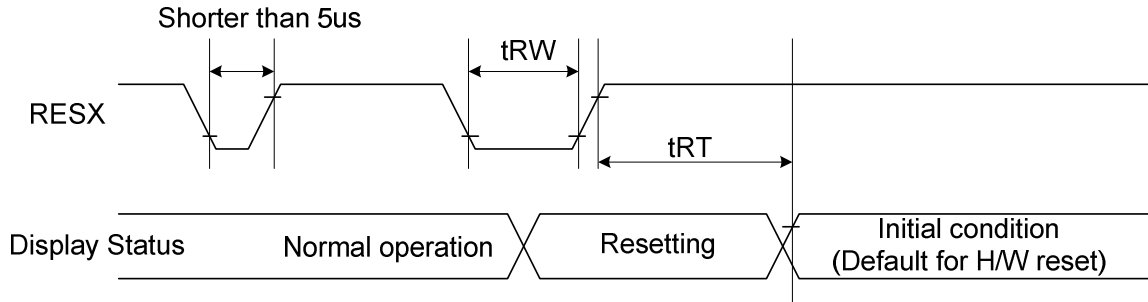 Shorter than 5us
tRW
RESX
tRT
Display Status
Normal operation
Resetting
Initial condition
(Default for H/W reset)